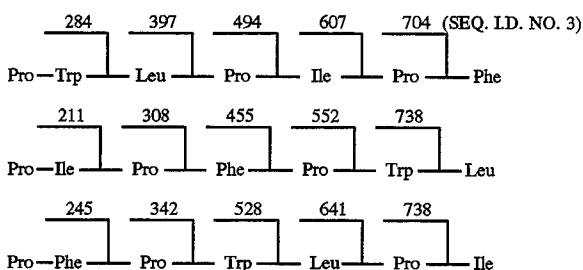 284 397 494 607 704 (SEQ. I.D. NO. 3)
Pro Trp Leu Pro Ile Pro Phe
211 308 455 552 738
Pro Ile Pro Phe Pro Trp Leu
245 342 528 641 738
Pro Phe Pro Trp Leu Pro Ile